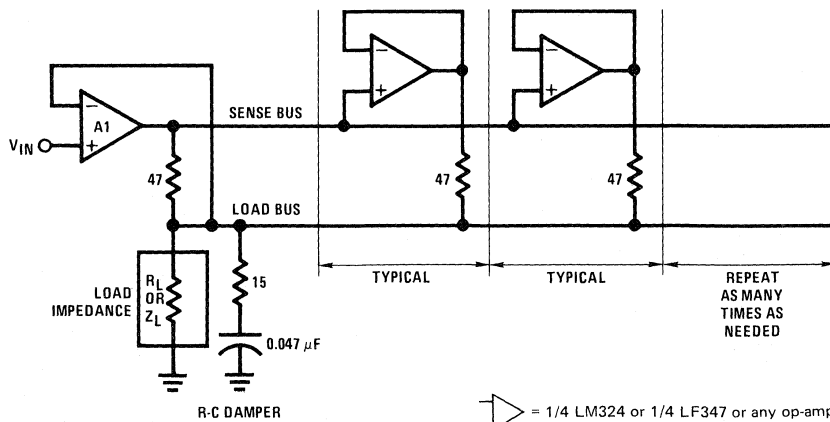 −
A1
+
VIN
SENSE BUS
47
LOAD BUS
LOAD
IMPEDANCE
RL
OR
ZL
15
0.047 μF
R-C DAMPER
−
+
47
TYPICAL
−
+
47
TYPICAL
REPEAT
AS MANY
TIMES AS
NEEDED
= 1/4 LM324 or 1/4 LF347 or any op-amp